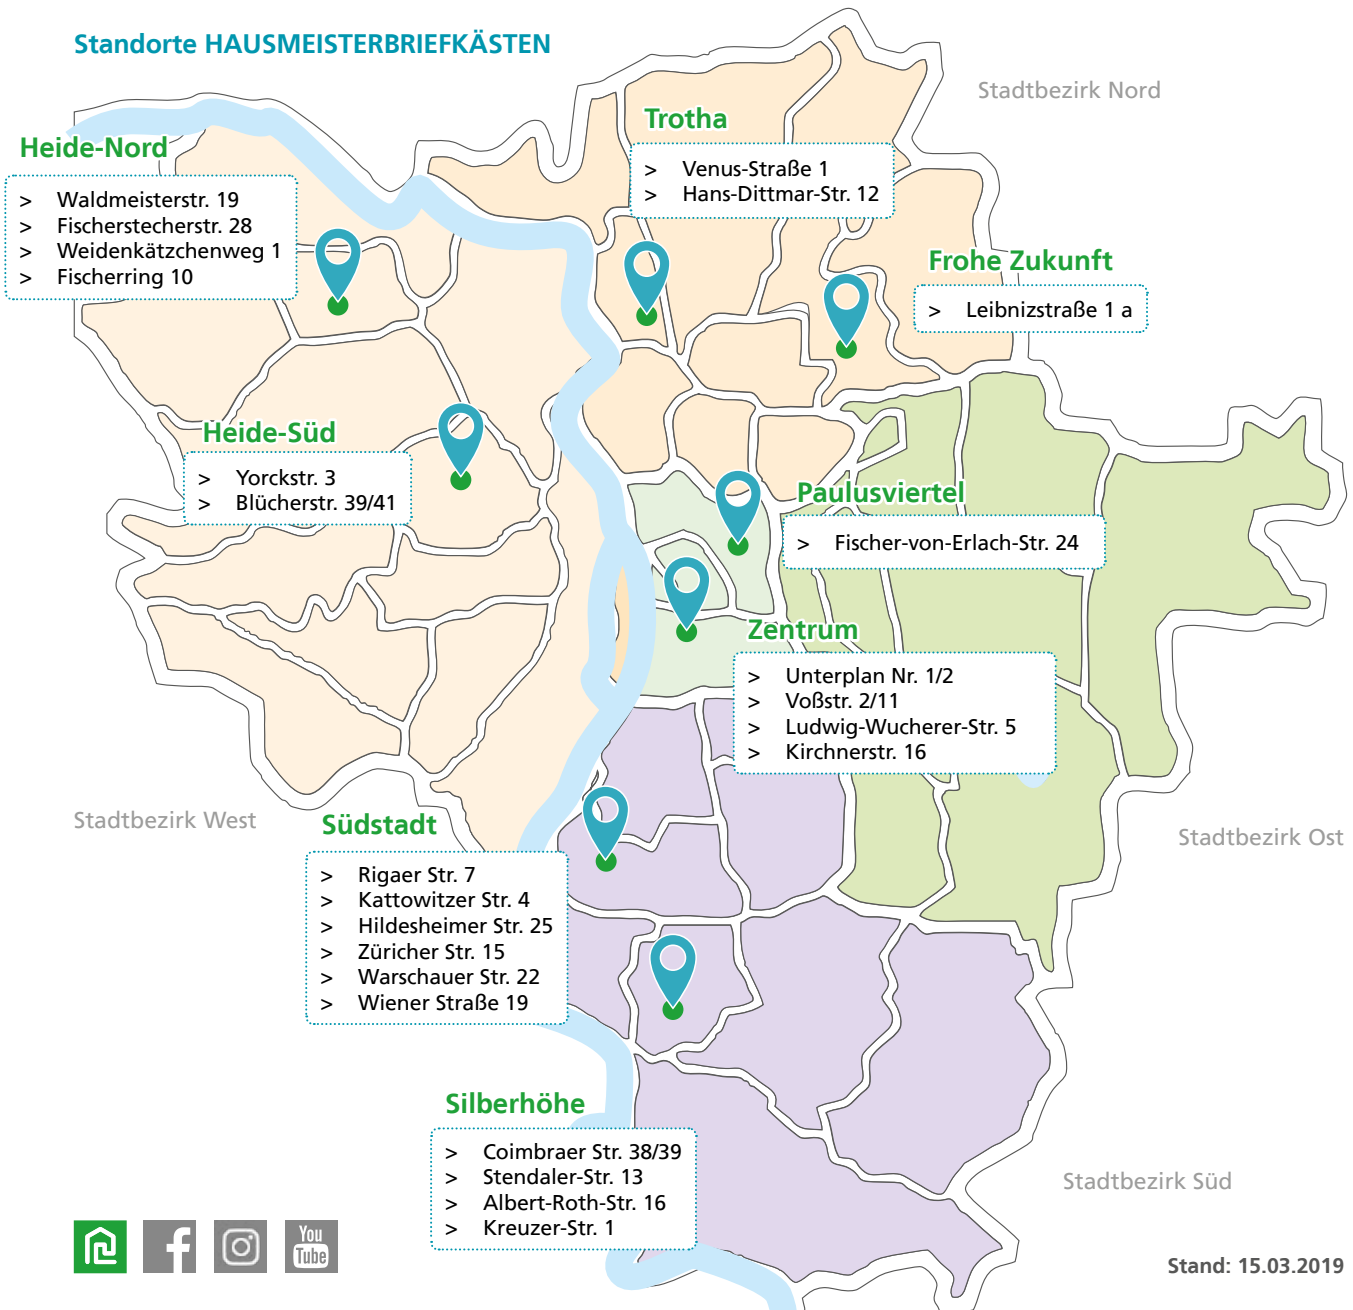 Standorte HAUSMEISTERBRIEFKÄSTEN
Stadtbezirk Nord
Trotha
> Venus-Straße 1
> Hans-Dittmar-Str. 12
Heide-Nord
> Waldmeisterstr. 19
> Fischerstecherstr. 28
> Weidenkätzchenweg 1
> Fischerring 10
Frohe Zukunft
> Leibnizstraße 1 a
Heide-Süd
> Yorckstr. 3
> Blücherstr. 39/41
Paulusviertel
> Fischer-von-Erlach-Str. 24
Zentrum
> Unterplan Nr. 1/2
> Voßstr. 2/11
> Ludwig-Wucherer-Str. 5
> Kirchnerstr. 16
Stadtbezirk West
Südstadt
> Rigaer Str. 7
> Kattowitzer Str. 4
> Hildesheimer Str. 25
> Züricher Str. 15
> Warschauer Str. 22
> Wiener Straße 19
Stadtbezirk Ost
Silberhöhe
> Coimbraer Str. 38/39
> Stendaler-Str. 13
> Albert-Roth-Str. 16
> Kreuzer-Str. 1
Stadtbezirk Süd
You
Tube
Stand: 15.03.2019